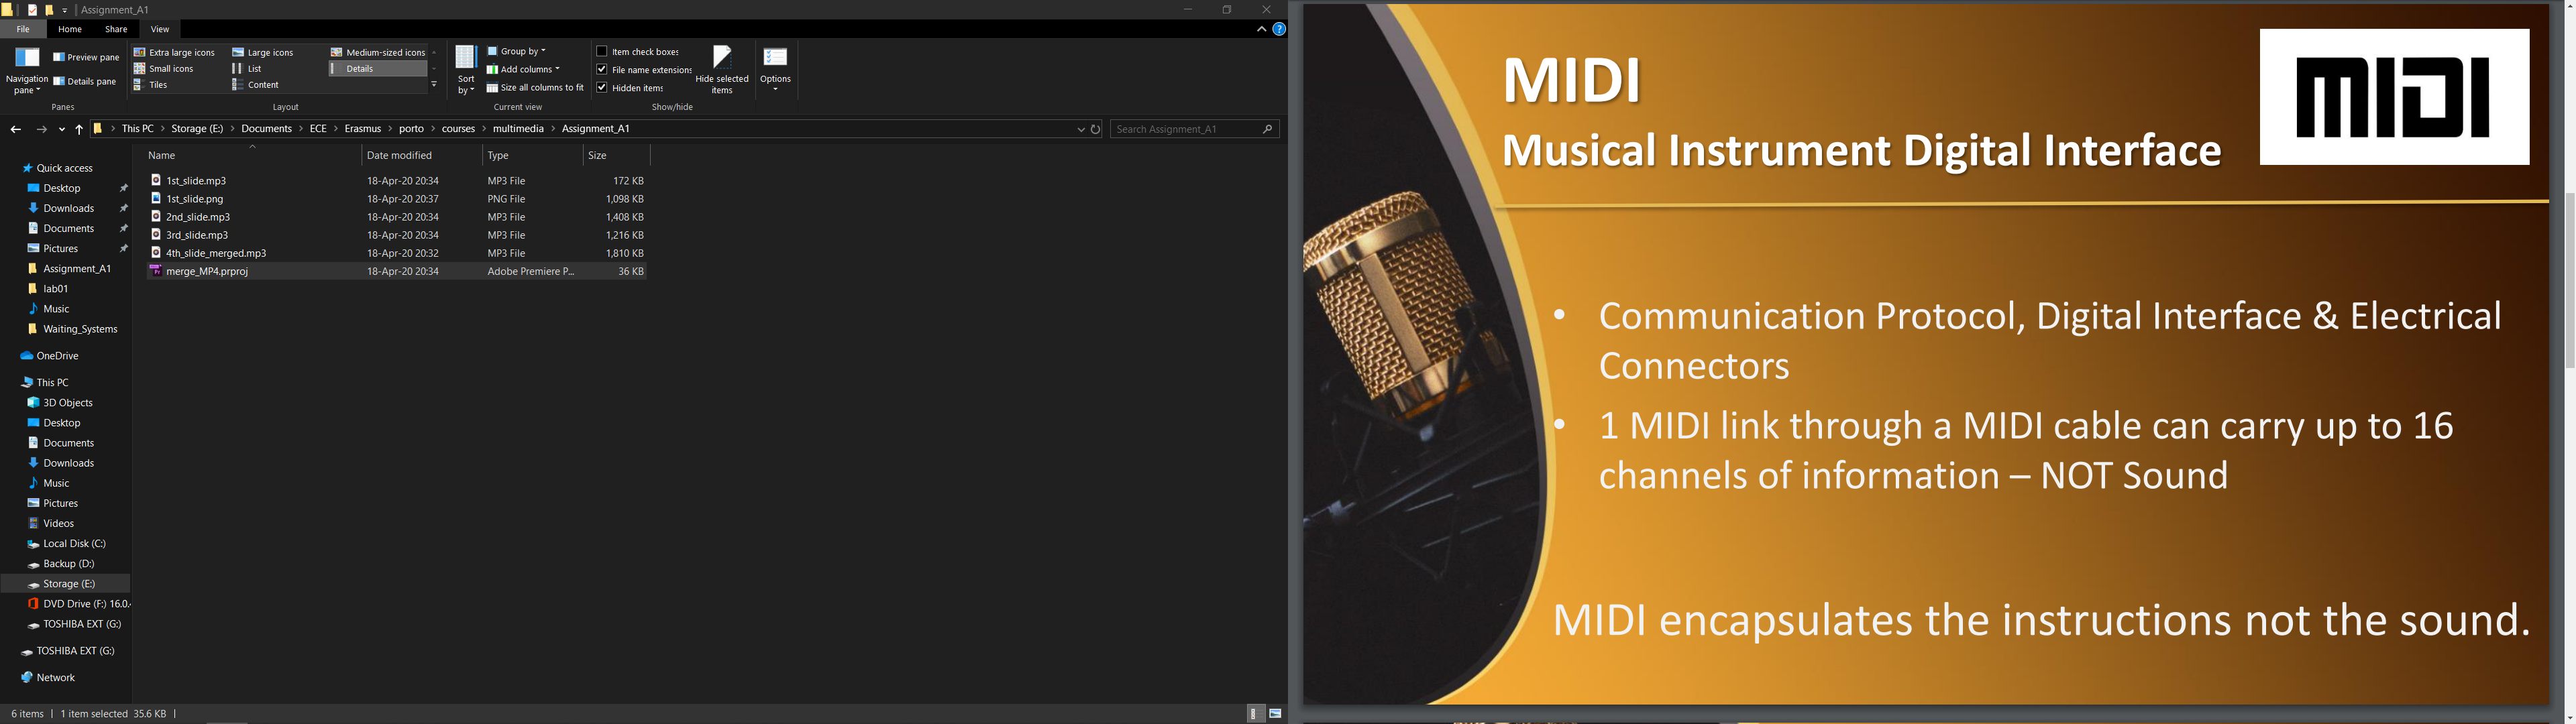 Assignment_A1
File Home Share View
Navigation pane
Preview pane
Details pane
Panes
Extra large icons Large icons Medium-sized icons
Small icons List Details
Tiles Content
Layout
Sort by
Group by
Add columns
Size all columns to fit
Current view
Item check boxes
File name extensions
Hidden items
Hide selected items
Show/hide
Options
This PC Storage (E:) Documents ECE Erasmus porto courses multimedia Assignment_A1
Search Assignment_A1
Name Date modified Type Size
1st_slide.mp3 18-Apr-20 20:34 MP3 File 172 KB
1st_slide.png 18-Apr-20 20:37 PNG File 1,098 KB
2nd_slide.mp3 18-Apr-20 20:34 MP3 File 1,408 KB
3rd_slide.mp3 18-Apr-20 20:34 MP3 File 1,216 KB
4th_slide_merged.mp3 18-Apr-20 20:32 MP3 File 1,810 KB
merge_MP4.prproj 18-Apr-20 20:34 Adobe Premiere P... 36 KB
Quick access
Desktop
Downloads
Documents
Pictures
Assignment_A1
lab01
Music
Waiting_Systems
OneDrive
This PC
3D Objects
Desktop
Documents
Downloads
Music
Pictures
Videos
Local Disk (C:)
Backup (D:)
Storage (E:)
DVD Drive (F:) 16.0.
TOSHIBA EXT (G:)
TOSHIBA EXT (G:)
Network
6 items 1 item selected 35.6 KB
MIDI
Musical Instrument Digital Interface
MIDI
• Communication Protocol, Digital Interface & Electrical
Connectors
• 1 MIDI link through a MIDI cable can carry up to 16
channels of information – NOT Sound
MIDI encapsulates the instructions not the sound.